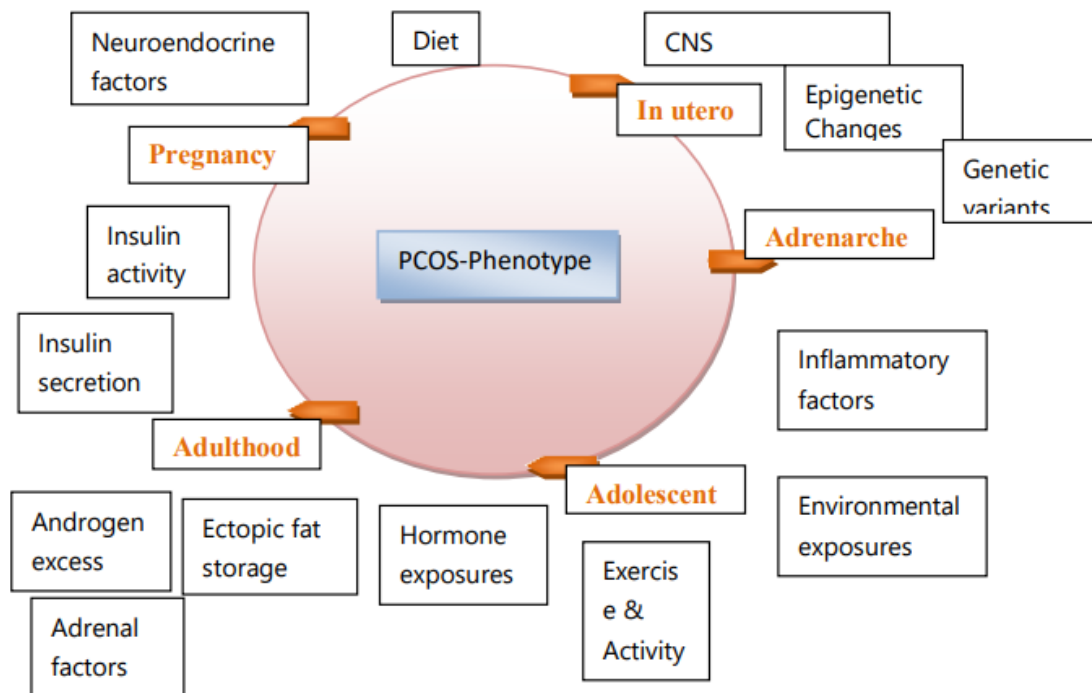 Neuroendocrine
factors
Diet
CNS
In utero
Epigenetic
Changes
Pregnancy
Genetic
variants
Insulin
activity
PCOS-Phenotype
Adrenarche
Insulin
secretion
Inflammatory
factors
Adulthood
Adolescent
Androgen
excess
Ectopic fat
storage
Hormone
exposures
Environmental
exposures
Exercis
e &
Activity
Adrenal
factors